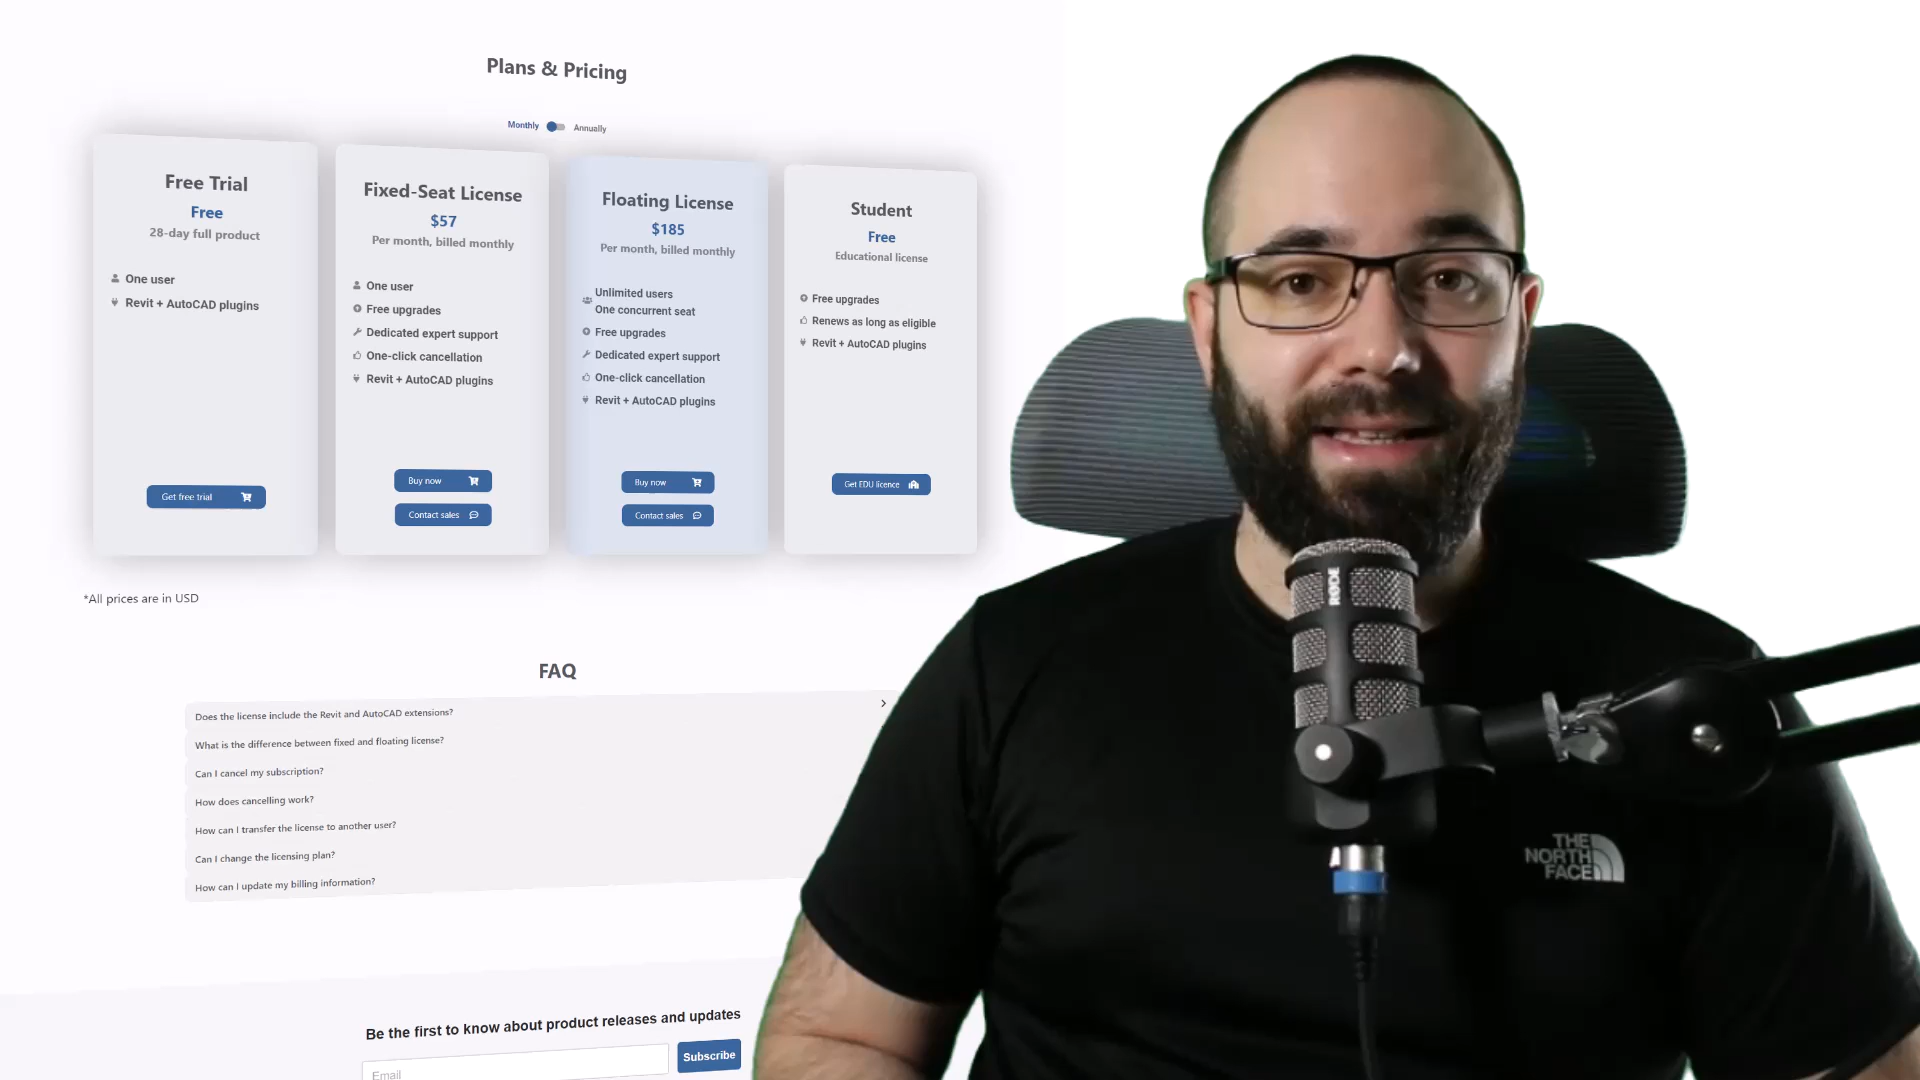 Plans & Pricing
Monthly
Annually
Free Trial
Free
28-day full product
One user
Revit + AutoCAD plugins
Get free trial
Fixed-Seat License
$57
Per month, billed monthly
One user
Free upgrades
Dedicated expert support
One-click cancellation
Revit + AutoCAD plugins
Buy now
Contact sales
Floating License
$185
Per month, billed monthly
Unlimited users
One concurrent seat
Free upgrades
Dedicated expert support
One-click cancellation
Revit + AutoCAD plugins
Buy now
Contact sales
Student
Free
Educational license
Free upgrades
Renews as long as eligible
Revit + AutoCAD plugins
Get EDU licence
*All prices are in USD
FAQ
Does the license include the Revit and AutoCAD extensions?
What is the difference between fixed and floating license?
Can I cancel my subscription?
How does cancelling work?
How can I transfer the license to another user?
Can I change the licensing plan?
How can I update my billing information?
Be the first to know about product releases and updates
Email
Subscribe
RØDE
THE
NORTH
FACE